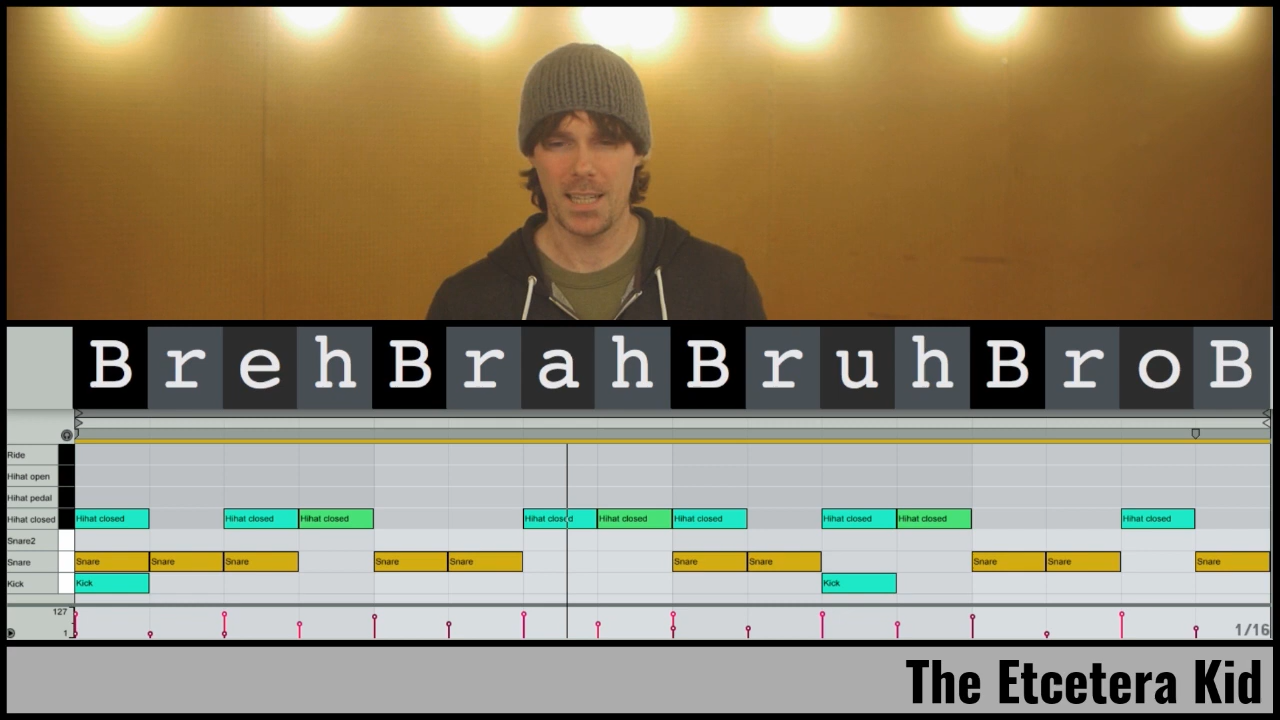 BrehBrahBruhBroB
Ride
Hihat open
Hihat pedal
Hihat closed Hihat closed Hihat closed Hihat closed Hihat closed Hihat closed Hihat closed Hihat closed Hihat closed Hihat closed
Snare2
Snare Snare Snare Snare Snare Snare Snare Snare Snare Snare Snare
Kick Kick Kick
127
1 1/16
The Etcetera Kid